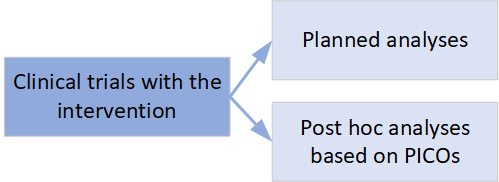 Clinical trials with the
intervention
Planned analyses
Post hoc analyses
based on PICOs